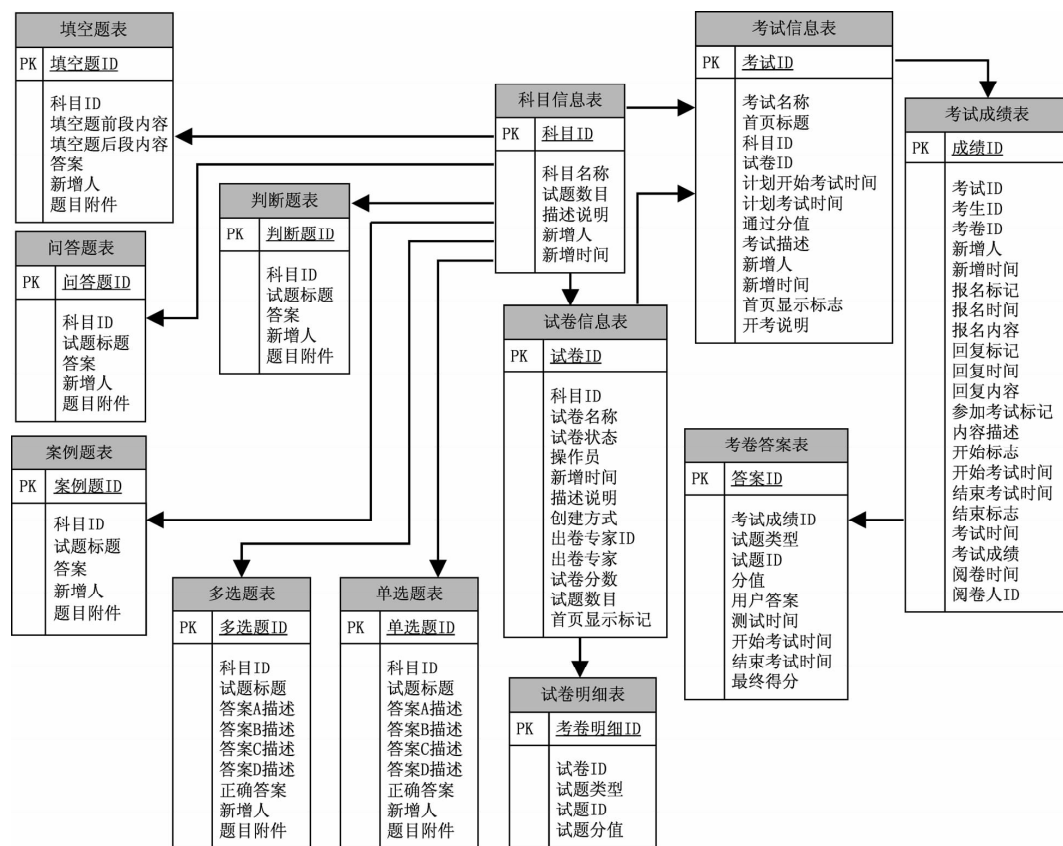 填空题表
PK 填空题ID
科目ID
填空题前段内容
填空题后段内容
答案
新增人
题目附件
问答题表
PK 问答题ID
科目ID
试题标题
答案
新增人
题目附件
案例题表
PK 案例题ID
科目ID
试题标题
答案
新增人
题目附件
判断题表
PK 判断题ID
科目ID
试题标题
答案
新增人
题目附件
多选题表
PK 多选题ID
科目ID
试题标题
答案A描述
答案B描述
答案C描述
答案D描述
正确答案
新增人
题目附件
单选题表
PK 单选题ID
科目ID
试题标题
答案A描述
答案B描述
答案C描述
答案D描述
正确答案
新增人
题目附件
科目信息表
PK 科目ID
科目名称
试题数目
描述说明
新增人
新增时间
试卷信息表
PK 试卷ID
科目ID
试卷名称
试卷状态
操作员
新增时间
描述说明
创建方式
出卷专家ID
出卷专家
试卷分数
试题数目
首页显示标记
试卷明细表
PK 考卷明细ID
试卷ID
试题类型
试题ID
试题分值
考试信息表
PK 考试ID
考试名称
首页标题
科目ID
试卷ID
计划开始考试时间
计划考试时间
通过分值
考试描述
新增人
新增时间
首页显示标志
开考说明
考卷答案表
PK 答案ID
考试成绩ID
试题类型
试题ID
分值
用户答案
测试时间
开始考试时间
结束考试时间
最终得分
考试成绩表
PK 成绩ID
考试ID
考生ID
考卷ID
新增人
新增时间
报名标记
报名时间
报名内容
回复标记
回复时间
回复内容
参加考试标记
内容描述
开始标志
开始考试时间
结束考试时间
结束标志
考试时间
考试成绩
阅卷时间
阅卷人ID